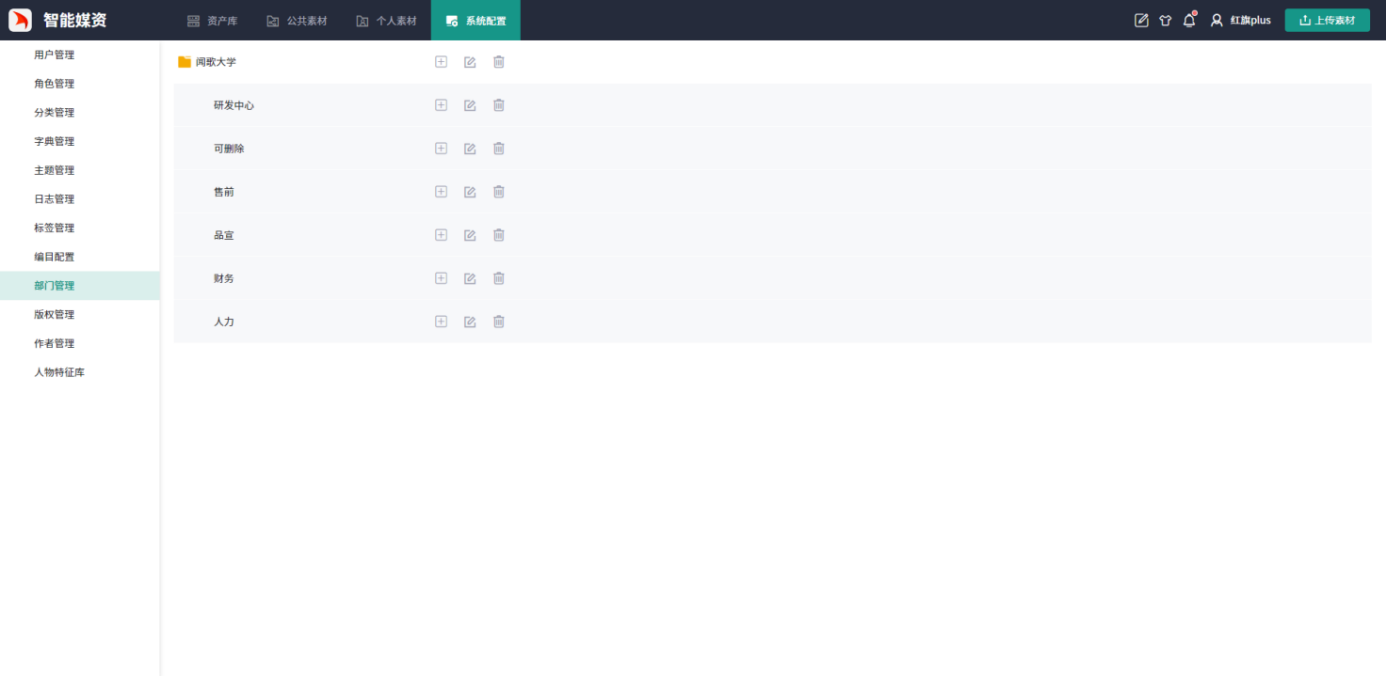 智能媒资
资产库
公共素材
个人素材
系统配置
红旗plus
上传素材
用户管理
角色管理
分类管理
字典管理
主题管理
日志管理
标签管理
编目配置
部门管理
版权管理
作者管理
人物特征库
闻歌大学
研发中心
可删除
售前
品宣
财务
人力